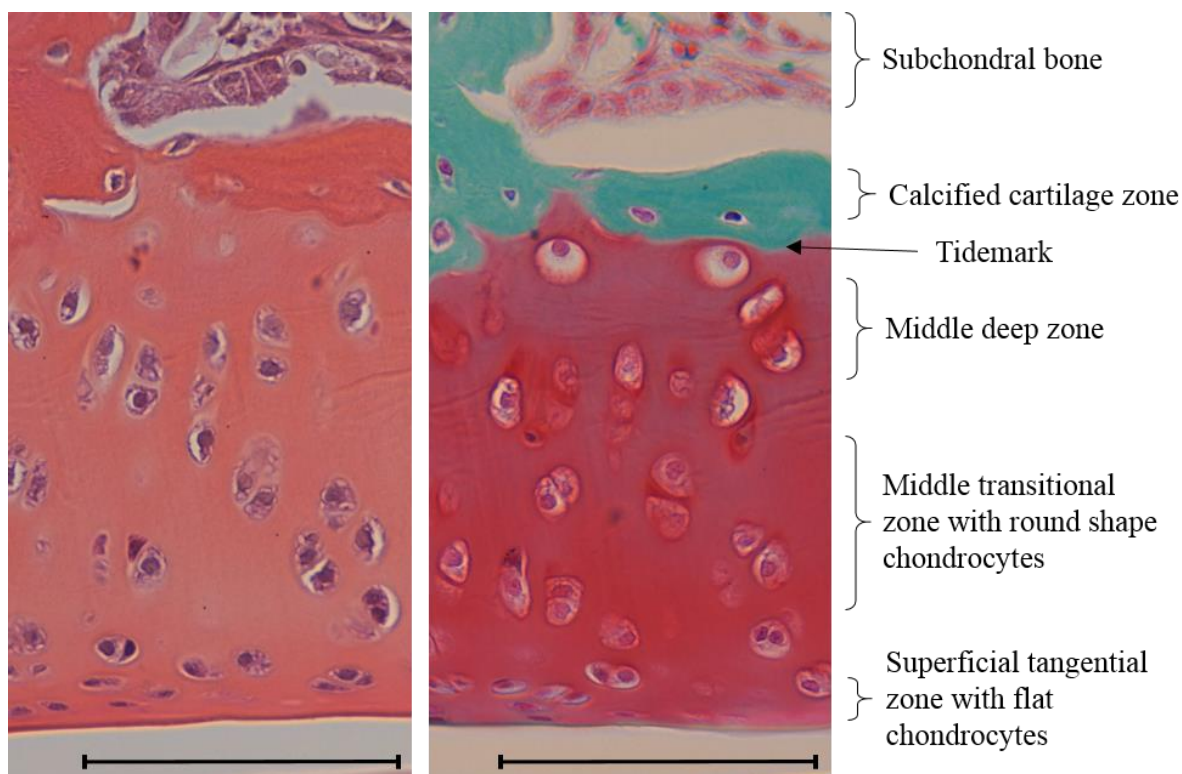 Subchondral bone
Calcified cartilage zone
Tidemark
Middle deep zone
Middle transitional
zone with round shape
chondrocytes
Superficial tangential
zone with flat
chondrocytes